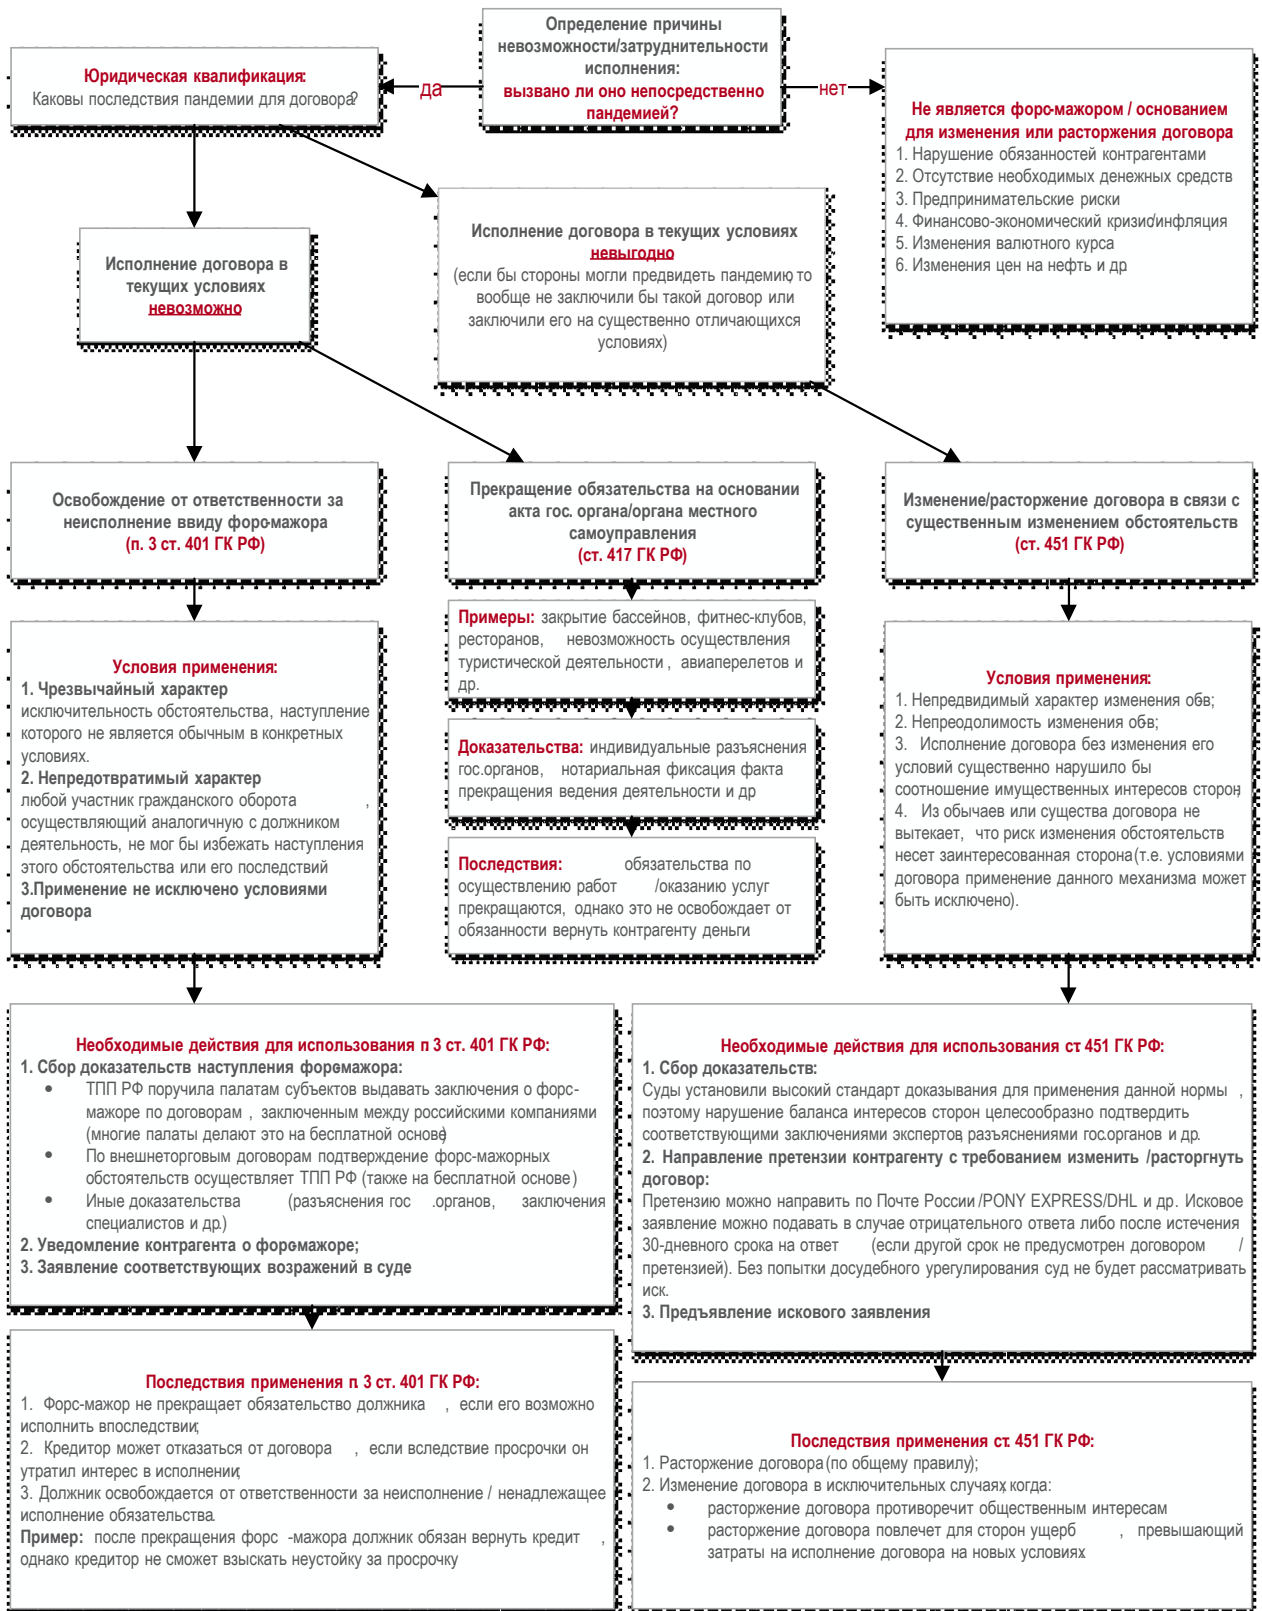 Определение причины
невозможности/затруднительности
исполнения:
вызвано ли оно непосредственно
пандемией?
да
нет
Юридическая квалификация:
Каковы последствия пандемии для договора?
Не является форс-мажором / основанием
для изменения или расторжения договора
1. Нарушение обязанностей контрагентами
2. Отсутствие необходимых денежных средств
3. Предпринимательские риски
4. Финансово-экономический кризис/инфляция
5. Изменения валютного курса
6. Изменения цен на нефть и др.
Исполнение договора в
текущих условиях
невозможно
Исполнение договора в текущих условиях
невыгодно
(если бы стороны могли предвидеть пандемию, то
вообще не заключили бы такой договор или
заключили его на существенно отличающихся
условиях)
Освобождение от ответственности за
неисполнение ввиду форс-мажора
(п. 3 ст. 401 ГК РФ)
Прекращение обязательства на основании
акта гос. органа/органа местного
самоуправления
(ст. 417 ГК РФ)
Изменение/расторжение договора в связи с
существенным изменением обстоятельств
(ст. 451 ГК РФ)
Условия применения:
1. Чрезвычайный характер
исключительность обстоятельства, наступление
которого не является обычным в конкретных
условиях.
2. Непредотвратимый характер
любой участник гражданского оборота ,
осуществляющий аналогичную с должником
деятельность, не мог бы избежать наступления
этого обстоятельства или его последствий
3.Применение не исключено условиями
договора
Примеры: закрытие бассейнов, фитнес-клубов,
ресторанов, невозможность осуществления
туристической деятельности , авиаперелетов и
др.
Доказательства: индивидуальные разъяснения
гос.органов, нотариальная фиксация факта
прекращения ведения деятельности и др
Последствия: обязательства по
осуществлению работ /оказанию услуг
прекращаются, однако это не освобождает от
обязанности вернуть контрагенту деньги
Условия применения:
1. Непредвидимый характер изменения об-в;
2. Непреодолимость изменения об-в;
3. Исполнение договора без изменения его
условий существенно нарушило бы
соотношение имущественных интересов сторон;
4. Из обычаев или существа договора не
вытекает, что риск изменения обстоятельств
несет заинтересованная сторона (т.е. условиями
договора применение данного механизма может
быть исключено).
Необходимые действия для использования п. 3 ст. 401 ГК РФ:
1. Сбор доказательств наступления форс-мажора:
• ТПП РФ поручила палатам субъектов выдавать заключения о форс-
мажоре по договорам , заключенным между российскими компаниями
(многие палаты делают это на бесплатной основе)
• По внешнеторговым договорам подтверждение форс-мажорных
обстоятельств осуществляет ТПП РФ (также на бесплатной основе)
• Иные доказательства (разъяснения гос .органов, заключения
специалистов и др.)
2. Уведомление контрагента о форс-мажоре;
3. Заявление соответствующих возражений в суде
Необходимые действия для использования ст. 451 ГК РФ:
1. Сбор доказательств:
Суды установили высокий стандарт доказывания для применения данной нормы ,
поэтому нарушение баланса интересов сторон целесообразно подтвердить
соответствующими заключениями экспертов, разъяснениями гос.органов и др.
2. Направление претензии контрагенту с требованием изменить /расторгнуть
договор:
Претензию можно направить по Почте России /PONY EXPRESS/DHL и др. Исковое
заявление можно подавать в случае отрицательного ответа либо после истечения
30-дневного срока на ответ (если другой срок не предусмотрен договором /
претензией). Без попытки досудебного урегулирования суд не будет рассматривать
иск.
3. Предъявление искового заявления
Последствия применения п. 3 ст. 401 ГК РФ:
1. Форс-мажор не прекращает обязательство должника , если его возможно
исполнить впоследствии;
2. Кредитор может отказаться от договора , если вследствие просрочки он
утратил интерес в исполнении;
3. Должник освобождается от ответственности за неисполнение / ненадлежащее
исполнение обязательства.
Пример: после прекращения форс -мажора должник обязан вернуть кредит ,
однако кредитор не сможет взыскать неустойку за просрочку
Последствия применения ст. 451 ГК РФ:
1. Расторжение договора (по общему правилу);
2. Изменение договора в исключительных случаях, когда:
• расторжение договора противоречит общественным интересам
• расторжение договора повлечет для сторон ущерб , превышающий
затраты на исполнение договора на новых условиях.